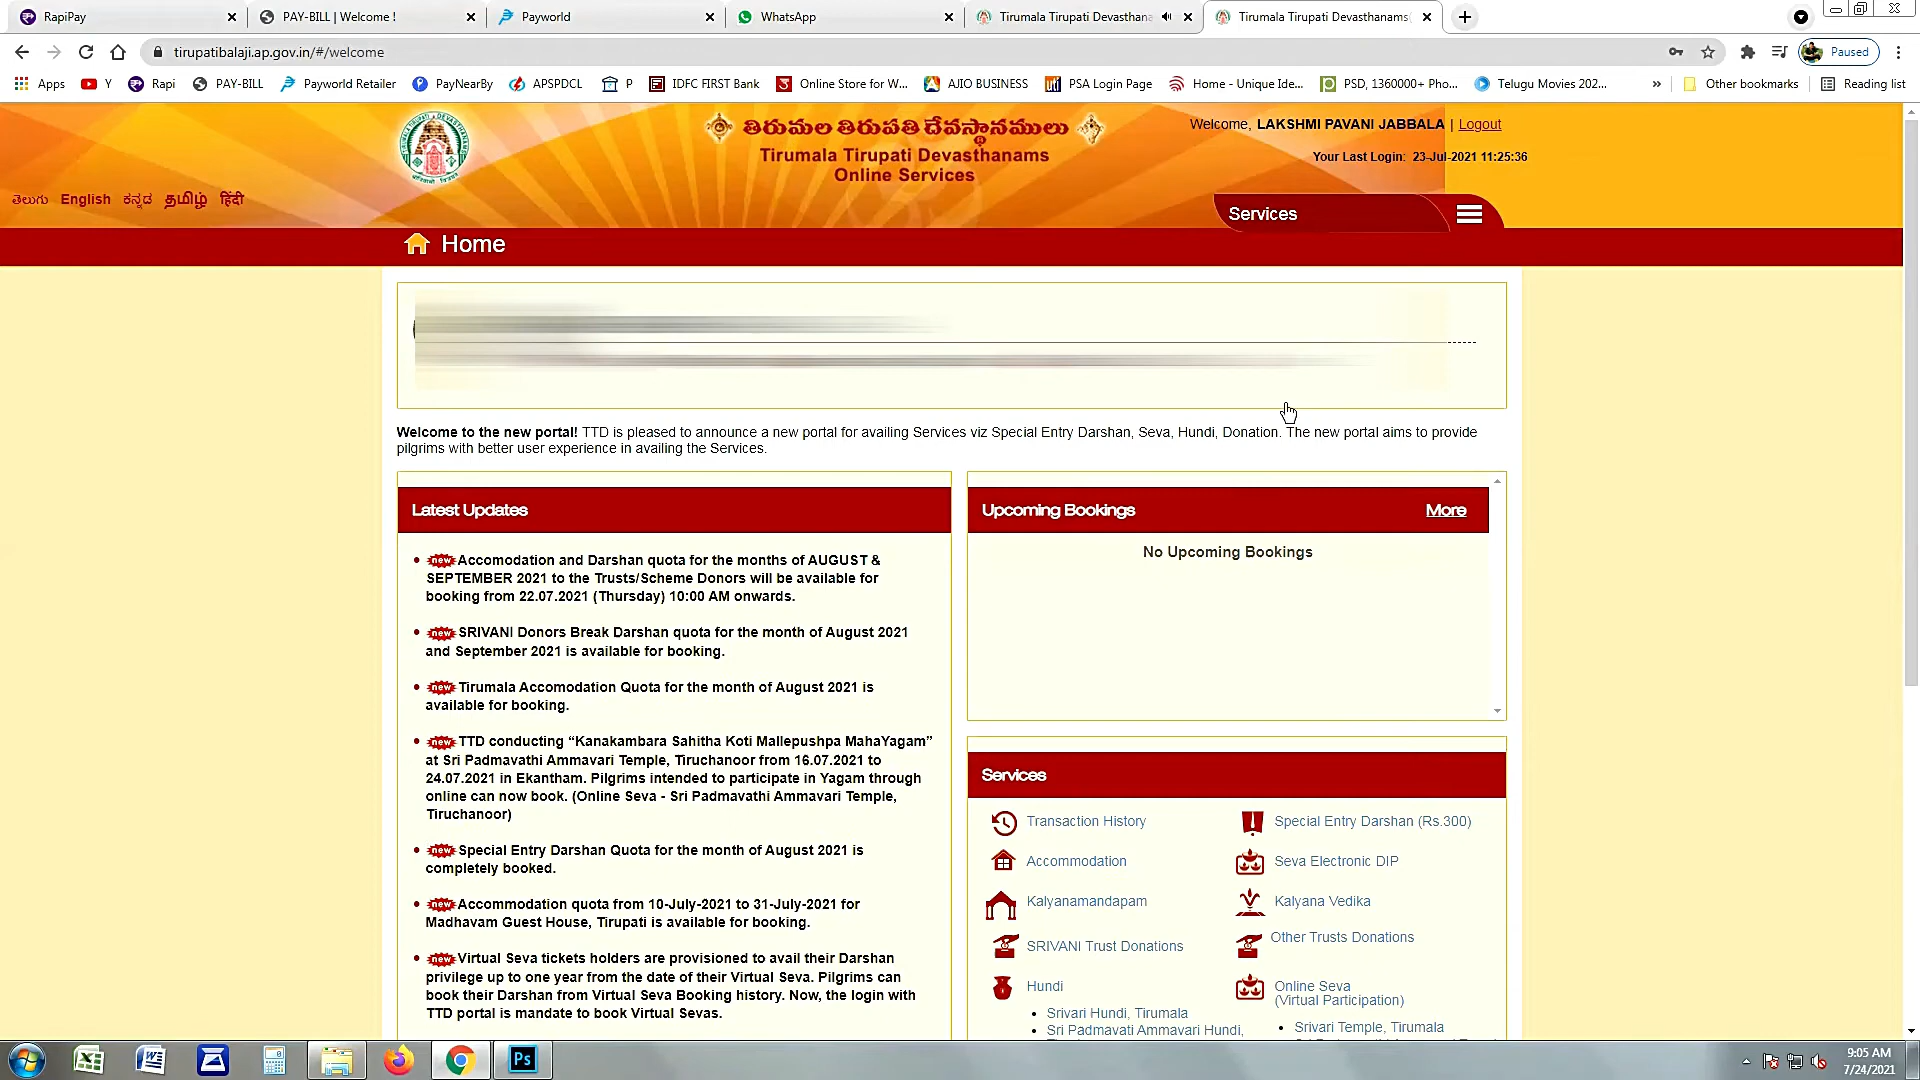 RapiPay
PAY-BILL | Welcome !
Payworld
WhatsApp
Tirumala Tirupati Devasthana
Tirumala Tirupati Devasthanams
tirupatibalaji.ap.gov.in/#/welcome
Paused
Apps
Y
Rapi
PAY-BILL
Payworld Retailer
PayNearBy
APSPDCL
P
IDFC FIRST Bank
Online Store for W...
AJIO BUSINESS
PSA Login Page
Home - Unique Ide...
PSD, 1360000+ Pho...
Telugu Movies 202...
»
Other bookmarks
Reading list
తిరుమల తిరుపతి దేవస్థానములు
Tirumala Tirupati Devasthanams
Online Services
Welcome, LAKSHMI PAVANI JABBALA | Logout
Your Last Login: 23-Jul-2021 11:25:36
తెలుగు English ಕನ್ನಡ தமிழ் हिंदी
Services
Home
Welcome to the new portal! TTD is pleased to announce a new portal for availing Services viz Special Entry Darshan, Seva, Hundi, Donation. The new portal aims to provide
pilgrims with better user experience in availing the Services.
Latest Updates
new Accomodation and Darshan quota for the months of AUGUST &
SEPTEMBER 2021 to the Trusts/Scheme Donors will be available for
booking from 22.07.2021 (Thursday) 10:00 AM onwards.
new SRIVANI Donors Break Darshan quota for the month of August 2021
and September 2021 is available for booking.
new Tirumala Accomodation Quota for the month of August 2021 is
available for booking.
new TTD conducting “Kanakambara Sahitha Koti Mallepushpa MahaYagam”
at Sri Padmavathi Ammavari Temple, Tiruchanoor from 16.07.2021 to
24.07.2021 in Ekantham. Pilgrims intended to participate in Yagam through
online can now book. (Online Seva - Sri Padmavathi Ammavari Temple,
Tiruchanoor)
new Special Entry Darshan Quota for the month of August 2021 is
completely booked.
new Accommodation quota from 10-July-2021 to 31-July-2021 for
Madhavam Guest House, Tirupati is available for booking.
new Virtual Seva tickets holders are provisioned to avail their Darshan
privilege up to one year from the date of their Virtual Seva. Pilgrims can
book their Darshan from Virtual Seva Booking history. Now, the login with
TTD portal is mandate to book Virtual Sevas.
Upcoming Bookings
More
No Upcoming Bookings
Services
Transaction History
Special Entry Darshan (Rs.300)
Accommodation
Seva Electronic DIP
Kalyanamandapam
Kalyana Vedika
SRIVANI Trust Donations
Other Trusts Donations
Hundi
Srivari Hundi, Tirumala
Sri Padmavati Ammavari Hundi,
Online Seva
(Virtual Participation)
Srivari Temple, Tirumala
Ps
9:05 AM
7/24/2021